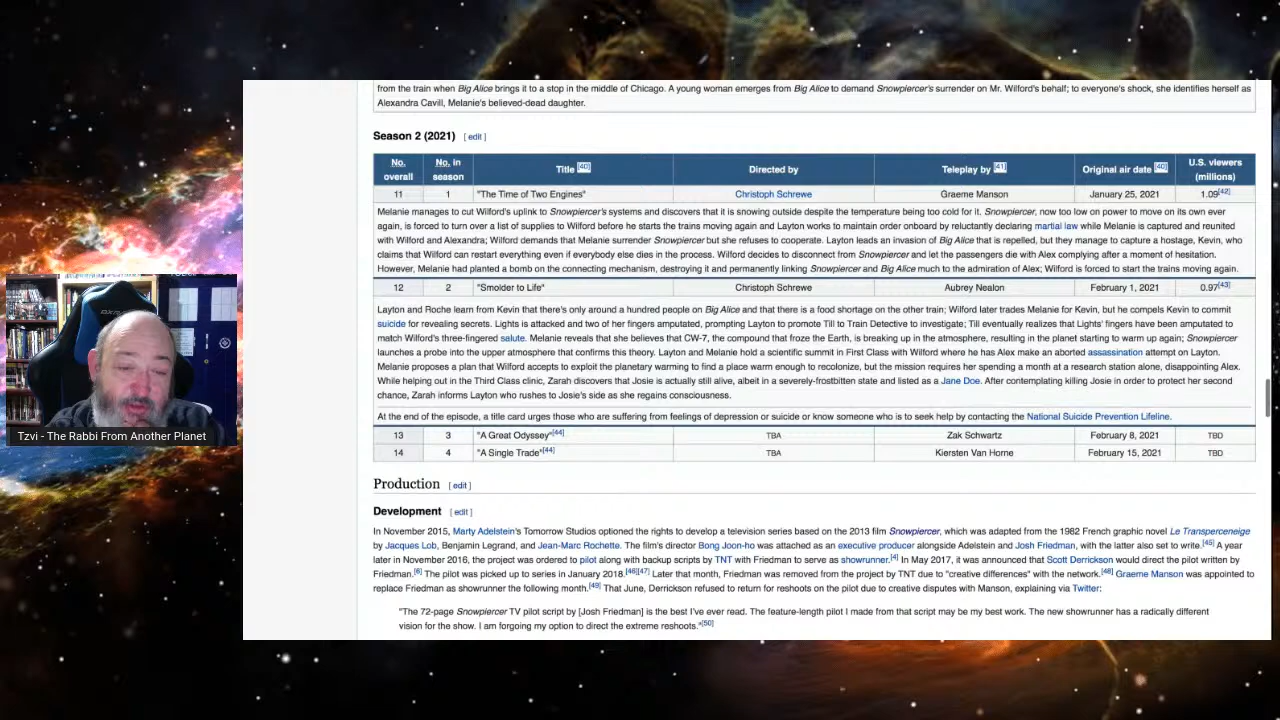 from the train when Big Alice brings it to a stop in the middle of Chicago. A young woman emerges from Big Alice to demand Snowpiercer's surrender on Mr. Wilford's behalf; to everyone's shock, she identifies herself as
Alexandra Cavill, Melanie's believed-dead daughter.
Season 2 (2021) [ edit ]
No. overall No. in season Title [40] Directed by Teleplay by [41] Original air date [40] U.S. viewers (millions)
11 1 "The Time of Two Engines" Christoph Schrewe Graeme Manson January 25, 2021 1.09[42]
Melanie manages to cut Wilford's uplink to Snowpiercer's systems and discovers that it is snowing outside despite the temperature being too cold for it. Snowpiercer, now too low on power to move on its own ever
again, is forced to turn over a list of supplies to Wilford before he starts the trains moving again and Layton works to maintain order onboard by reluctantly declaring martial law while Melanie is captured and reunited
with Wilford and Alexandra; Wilford demands that Melanie surrender Snowpiercer but she refuses to cooperate. Layton leads an invasion of Big Alice that is repelled, but they manage to capture a hostage, Kevin, who
claims that Wilford can restart everything even if everybody else dies in the process. Wilford decides to disconnect from Snowpiercer and let the passengers die with Alex complying after a moment of hesitation.
However, Melanie had planted a bomb on the connecting mechanism, destroying it and permanently linking Snowpiercer and Big Alice much to the admiration of Alex; Wilford is forced to start the trains moving again.
12 2 "Smolder to Life" Christoph Schrewe Aubrey Nealon February 1, 2021 0.97[43]
Layton and Roche learn from Kevin that there's only around a hundred people on Big Alice and that there is a food shortage on the other train; Wilford later trades Melanie for Kevin, but he compels Kevin to commit
suicide for revealing secrets. Lights is attacked and two of her fingers amputated, prompting Layton to promote Till to Train Detective to investigate; Till eventually realizes that Lights' fingers have been amputated to
match Wilford's three-fingered salute. Melanie reveals that she believes that CW-7, the compound that froze the Earth, is breaking up in the atmosphere, resulting in the planet starting to warm up again; Snowpiercer
launches a probe into the upper atmosphere that confirms this theory. Layton and Melanie hold a scientific summit in First Class with Wilford where he has Alex make an aborted assassination attempt on Layton.
Melanie proposes a plan that Wilford accepts to exploit the planetary warming to find a place warm enough to recolonize, but the mission requires her spending a month at a research station alone, disappointing Alex.
While helping out in the Third Class clinic, Zarah discovers that Josie is actually still alive, albeit in a severely-frostbitten state and listed as a Jane Doe. After contemplating killing Josie in order to protect her second
chance, Zarah informs Layton who rushes to Josie's side as she regains consciousness.
At the end of the episode, a title card urges those who are suffering from feelings of depression or suicide or know someone who is to seek help by contacting the National Suicide Prevention Lifeline.
13 3 "A Great Odyssey"[44] TBA Zak Schwartz February 8, 2021 TBD
14 4 "A Single Trade"[44] TBA Kiersten Van Horne February 15, 2021 TBD
Production [ edit ]
Development [ edit ]
In November 2015, Marty Adelstein's Tomorrow Studios optioned the rights to develop a television series based on the 2013 film Snowpiercer, which was adapted from the 1982 French graphic novel Le Transperceneige
by Jacques Lob, Benjamin Legrand, and Jean-Marc Rochette. The film's director Bong Joon-ho was attached as an executive producer alongside Adelstein and Josh Friedman, with the latter also set to write.[45] A year
later in November 2016, the project was ordered to pilot along with backup scripts by TNT with Friedman to serve as showrunner.[4] In May 2017, it was announced that Scott Derrickson would direct the pilot written by
Friedman.[6] The pilot was picked up to series in January 2018.[46][47] Later that month, Friedman was removed from the project by TNT due to "creative differences" with the network.[48] Graeme Manson was appointed to
replace Friedman as showrunner the following month.[49] That June, Derrickson refused to return for reshoots on the pilot due to creative disputes with Manson, explaining via Twitter:
"The 72-page Snowpiercer TV pilot script by [Josh Friedman] is the best I've ever read. The feature-length pilot I made from that script may be my best work. The new showrunner has a radically different
vision for the show. I am forgoing my option to direct the extreme reshoots."[50]
Tzvi - The Rabbi From Another Planet